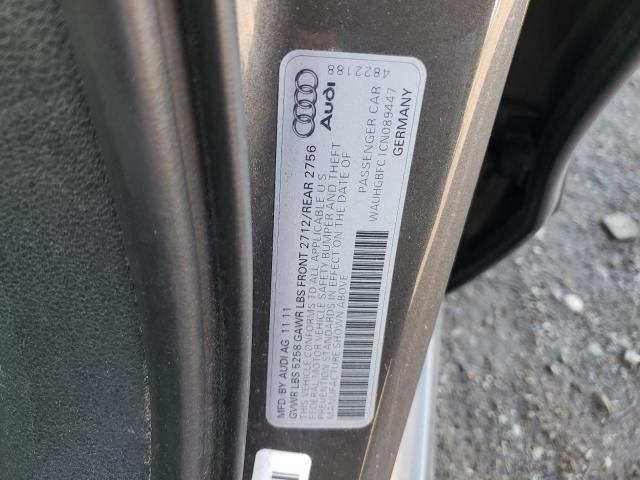 MFD BY AUDI AG 11 11
GVWR LBS 5258 GAWR LBS FRONT 2712/REAR 2756
THIS VEHICLE CONFORMS TO ALL APPLICABLE U.S.
FEDERAL MOTOR VEHICLE SAFETY BUMPER AND THEFT
PREVENTION STANDARDS IN EFFECT ON THE DATE OF
MANUFACTURE SHOWN ABOVE
Audi
4822188
PASSENGER CAR
WAUHGBFC1CN089447
GERMANY